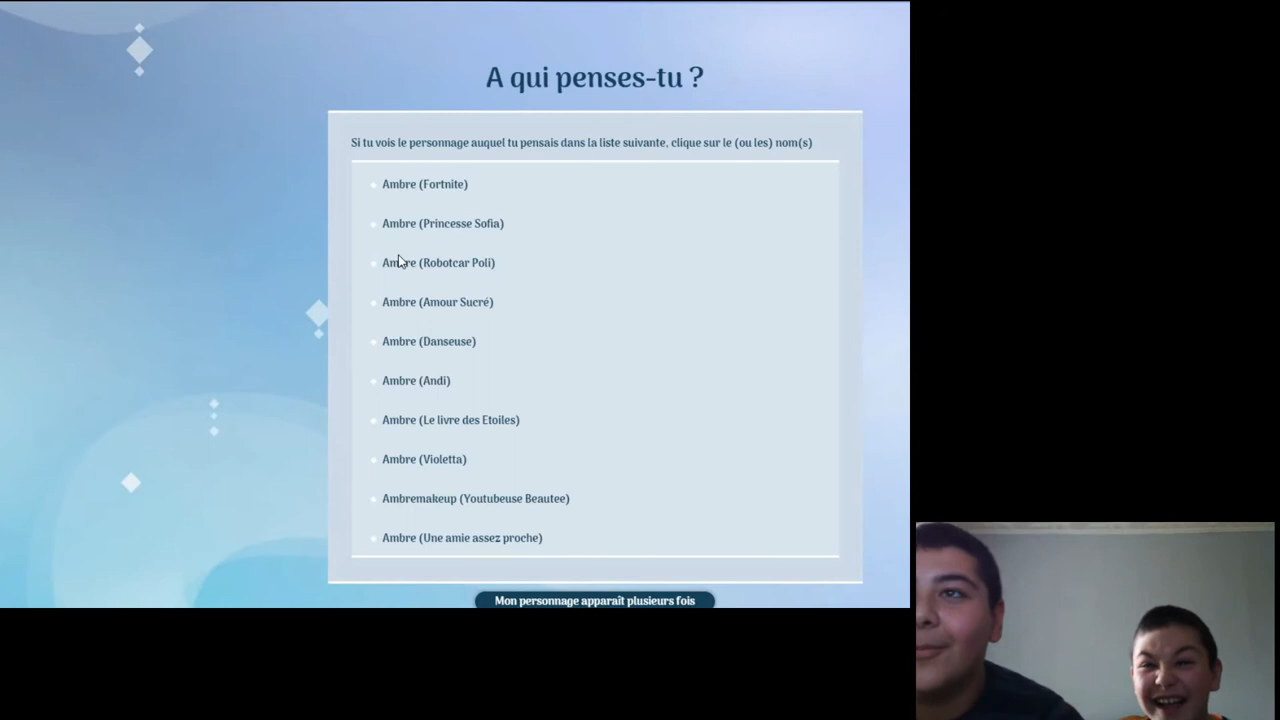 A qui penses-tu ?
Si tu vois le personnage auquel tu pensais dans la liste suivante, clique sur le (ou les) nom(s)
Ambre (Fortnite)
Ambre (Princesse Sofia)
Ambre (Robotcar Poli)
Ambre (Amour Sucré)
Ambre (Danseuse)
Ambre (Andi)
Ambre (Le livre des Etoiles)
Ambre (Violetta)
Ambremakeup (Youtubeuse Beautee)
Ambre (Une amie assez proche)
Mon personnage apparaît plusieurs fois